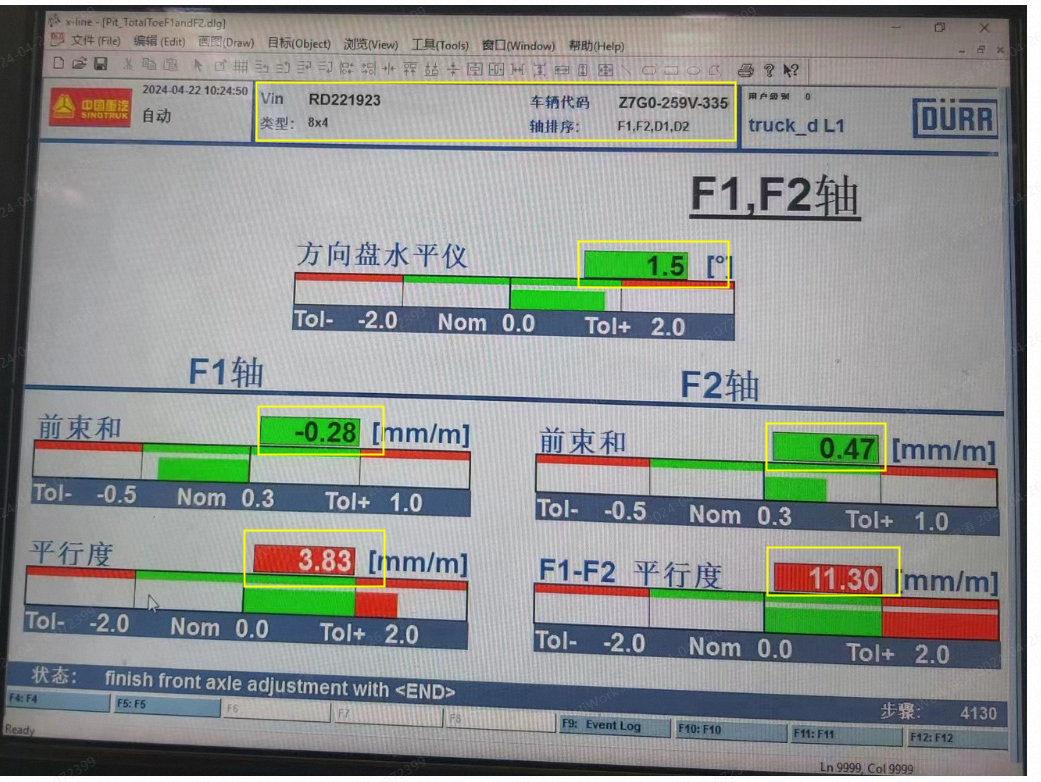 x-line - [Pit_TotalToeF1andF2.dlg]
文件 (File) 编辑 (Edit) 画图(Draw) 目标(Object) 浏览(View) 工具(Tools) 窗口(Window) 帮助(Help)
中国重汽
SINOTRUK
2024-04-22 10:24:50
自动
Vin RD221923 车辆代码 Z7G0-259V-335
类型: 8x4 轴排序: F1,F2,D1,D2
用户级别 0
truck_d L1
DÜRR
F1,F2轴
方向盘水平仪 1.5 [°]
Tol- -2.0 Nom 0.0 Tol+ 2.0
F1轴 F2轴
前束和 -0.28 [mm/m]
Tol- -0.5 Nom 0.3 Tol+ 1.0
前束和 0.47 [mm/m]
Tol- -0.5 Nom 0.3 Tol+ 1.0
平行度 3.83 [mm/m]
Tol- -2.0 Nom 0.0 Tol+ 2.0
F1-F2 平行度 11.30 [mm/m]
Tol- -2.0 Nom 0.0 Tol+ 2.0
状态: finish front axle adjustment with <END>
步骤: 4130
F4: F4 F5: F5 F6 F7 F8 F9: Event Log F10: F10 F11: F11 F12: F12
Ready
Ln 9999, Col 9999